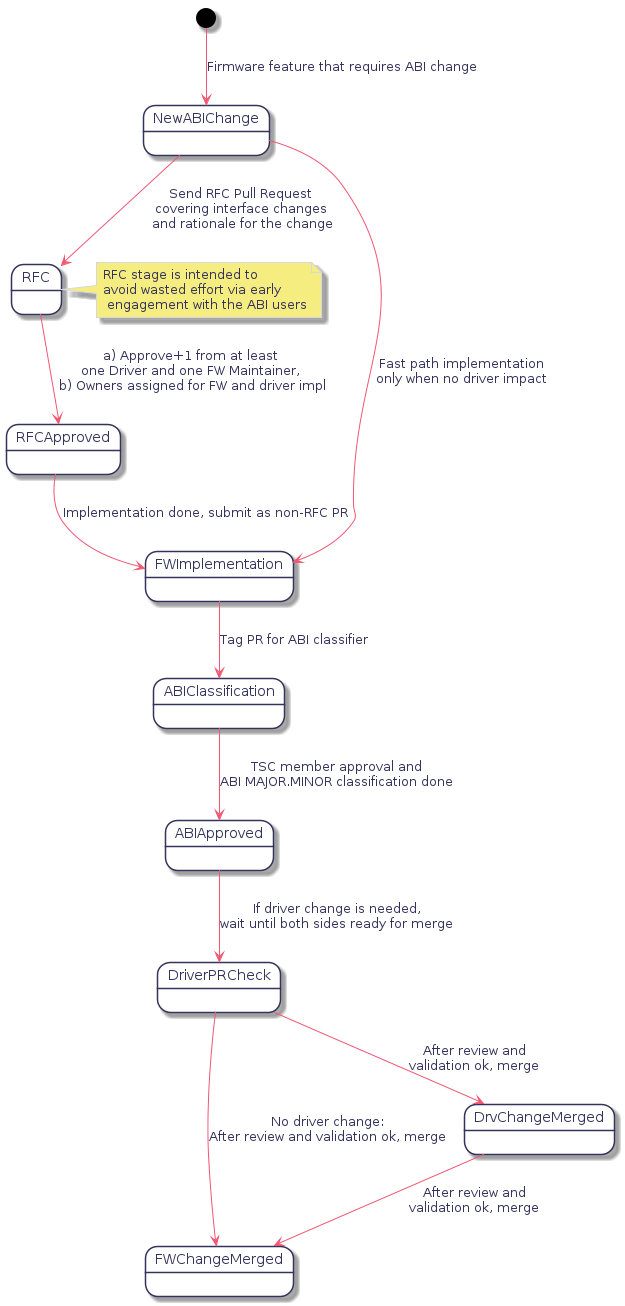 Firmware feature that requires ABI change
NewABIChange
Send RFC Pull Request
covering interface changes
and rationale for the change
RFC
RFC stage is intended to
avoid wasted effort via early
engagement with the ABI users
a) Approve+1 from at least
one Driver and one FW Maintainer,
b) Owners assigned for FW and driver impl
Fast path implementation
only when no driver impact
RFCApproved
Implementation done, submit as non-RFC PR
FWImplementation
Tag PR for ABI classifier
ABIClassification
TSC member approval and
ABI MAJOR.MINOR classification done
ABIApproved
If driver change is needed,
wait until both sides ready for merge
DriverPRCheck
After review and
validation ok, merge
DrvChangeMerged
No driver change:
After review and validation ok, merge
After review and
validation ok, merge
FWChangeMerged